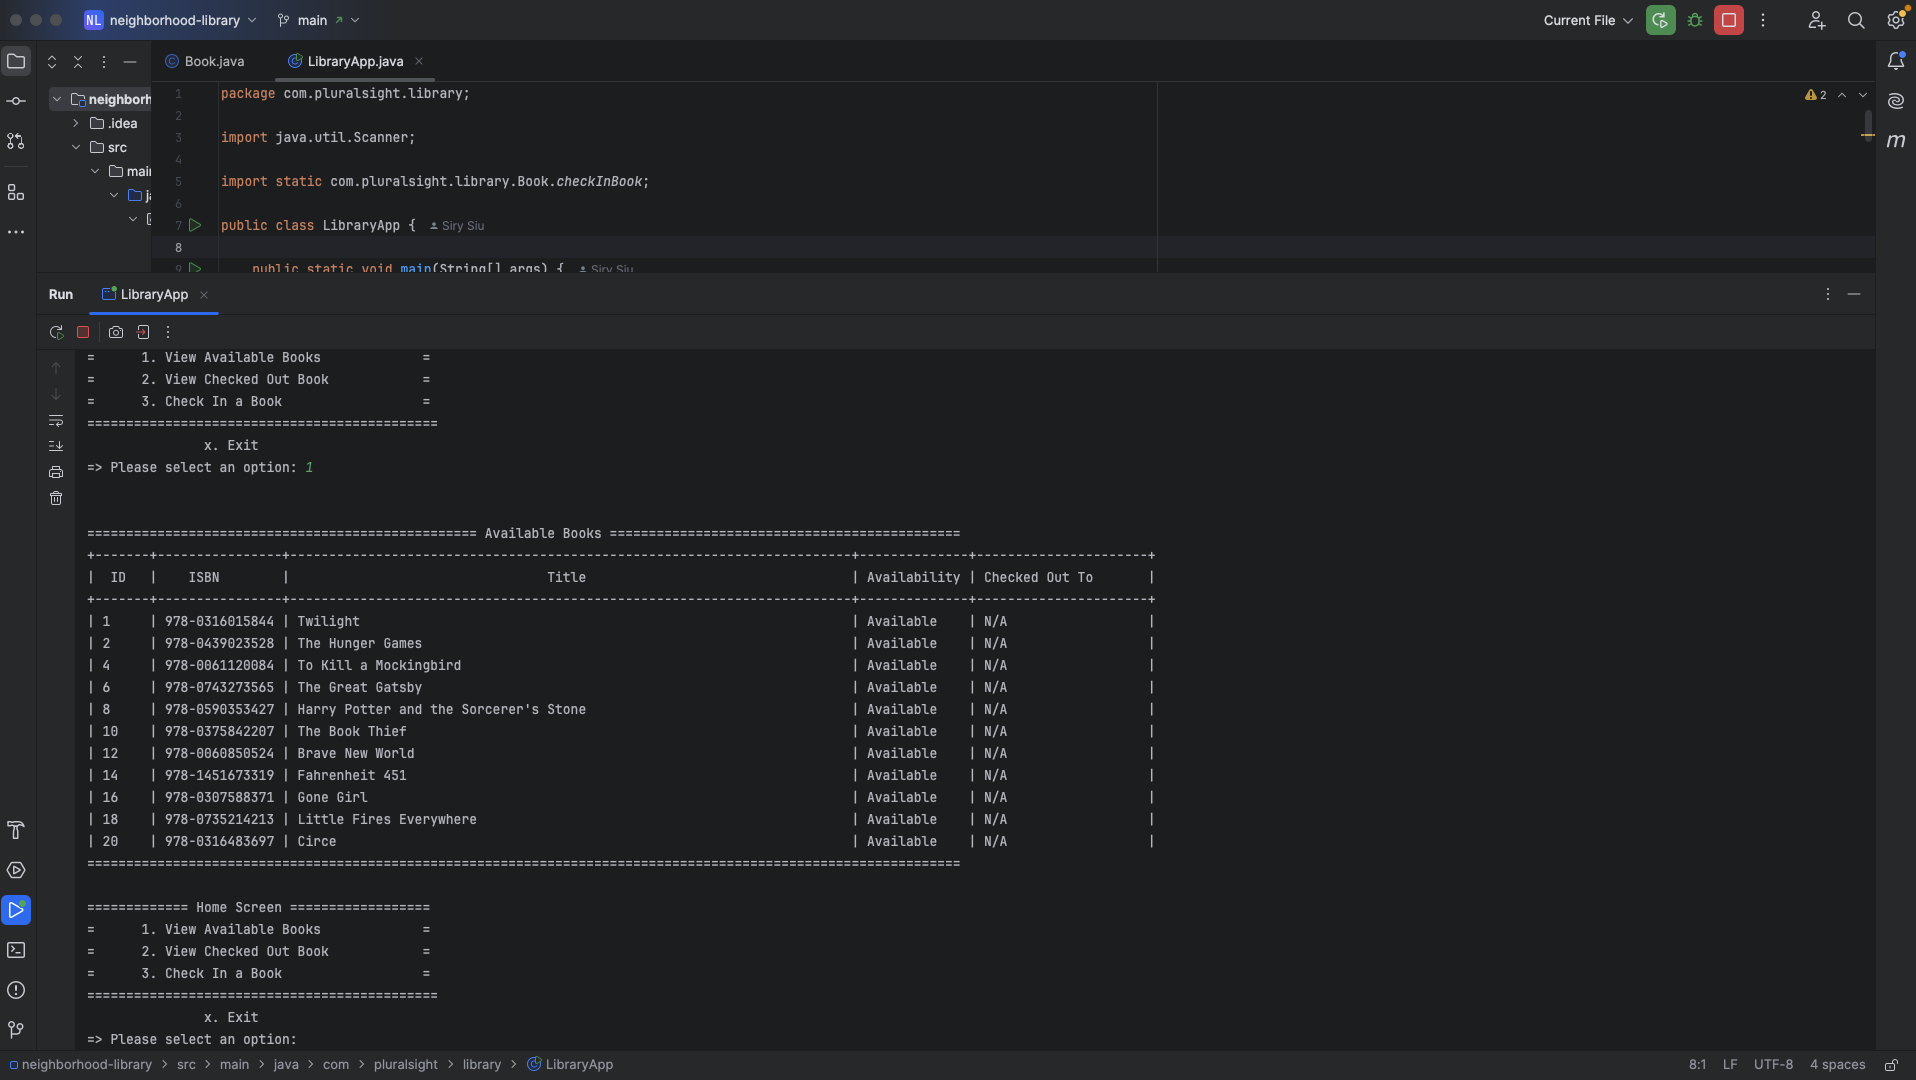 NL neighborhood-library main Current File
Book.java LibraryApp.java
neighborh
.idea
src
main
1 package com.pluralsight.library;
2
3 import java.util.Scanner;
4
5 import static com.pluralsight.library.Book.checkInBook;
6
7 public class LibraryApp { Siry Siu
8
9 public static void main(String[] args) { Siry Siu
2
m
Run LibraryApp
= 1. View Available Books =
= 2. View Checked Out Book =
= 3. Check In a Book =
=============================================
x. Exit
=> Please select an option: 1
================================================== Available Books =============================================
+-------+----------------+------------------------------------------------------------------------+--------------+----------------------+
| ID | ISBN | Title | Availability | Checked Out To |
+-------+----------------+------------------------------------------------------------------------+--------------+----------------------+
| 1 | 978-0316015844 | Twilight | Available | N/A |
| 2 | 978-0439023528 | The Hunger Games | Available | N/A |
| 4 | 978-0061120084 | To Kill a Mockingbird | Available | N/A |
| 6 | 978-0743273565 | The Great Gatsby | Available | N/A |
| 8 | 978-0590353427 | Harry Potter and the Sorcerer's Stone | Available | N/A |
| 10 | 978-0375842207 | The Book Thief | Available | N/A |
| 12 | 978-0060850524 | Brave New World | Available | N/A |
| 14 | 978-1451673319 | Fahrenheit 451 | Available | N/A |
| 16 | 978-0307588371 | Gone Girl | Available | N/A |
| 18 | 978-0735214213 | Little Fires Everywhere | Available | N/A |
| 20 | 978-0316483697 | Circe | Available | N/A |
================================================================================================================
============= Home Screen ==================
= 1. View Available Books =
= 2. View Checked Out Book =
= 3. Check In a Book =
=============================================
x. Exit
=> Please select an option:
neighborhood-library > src > main > java > com > pluralsight > library > LibraryApp 8:1 LF UTF-8 4 spaces